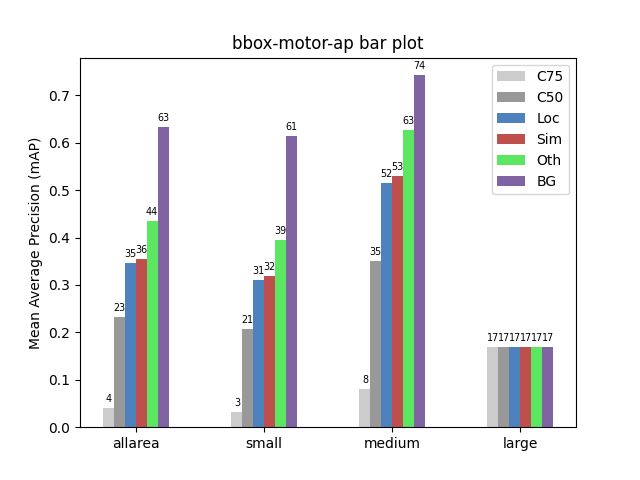 bbox-motor-ap bar plot
Mean Average Precision (mAP)
0.7
0.6
0.5
0.4
0.3
0.2
0.1
0.0
4 23 35 36 44 63
3 21 31 32 39 61
8 35 52 53 63 74
17 17 17 17 17 17
allarea small medium large
C75
C50
Loc
Sim
Oth
BG